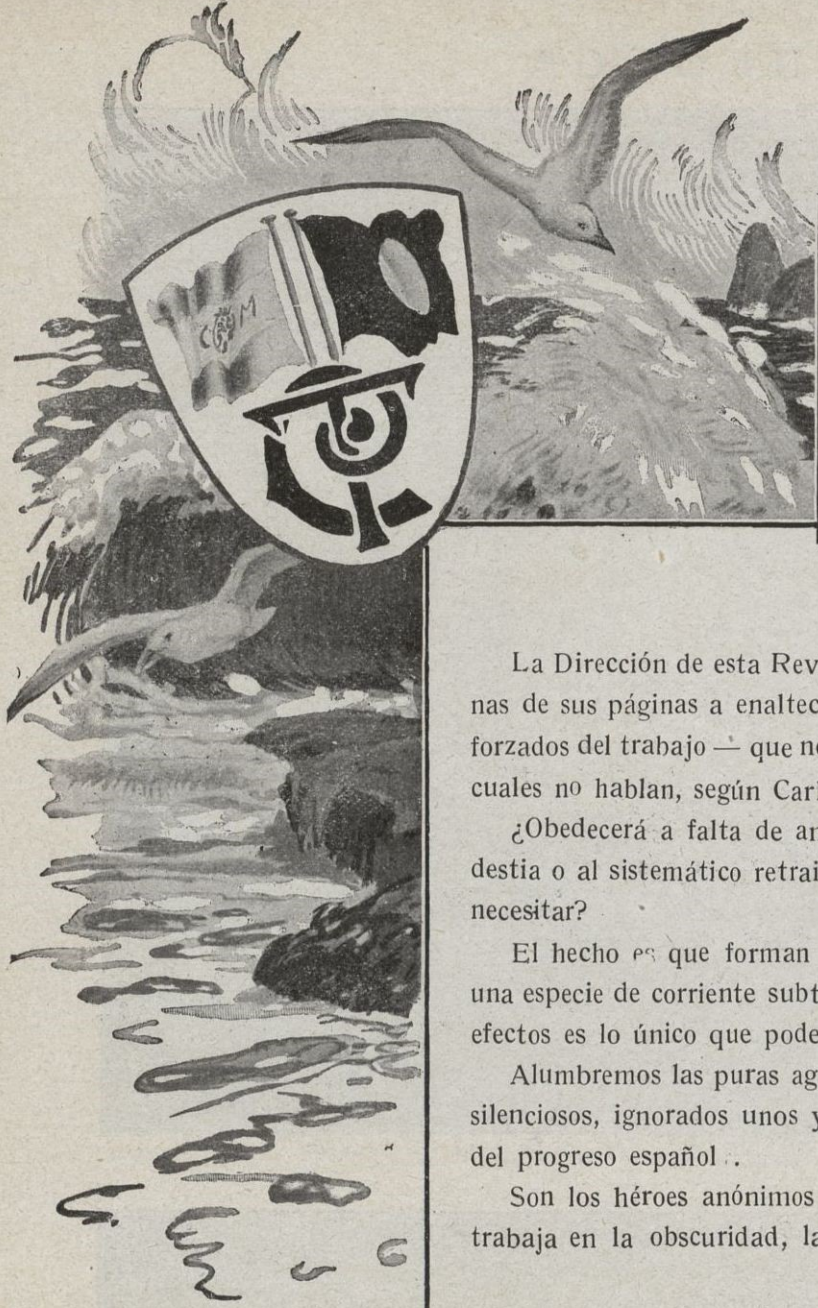 C M
La Dirección de esta Rev
nas de sus páginas a enaltec
forzados del trabajo — que no
cuales no hablan, según Carl
¿Obedecerá a falta de am
destia o al sistemático retrai
necesitar?
El hecho es que forman
una especie de corriente subt
efectos es lo único que pode
Alumbremos las puras ag
silenciosos, ignorados unos y
del progreso español..
Son los héroes anónimos
trabaja en la obscuridad, la